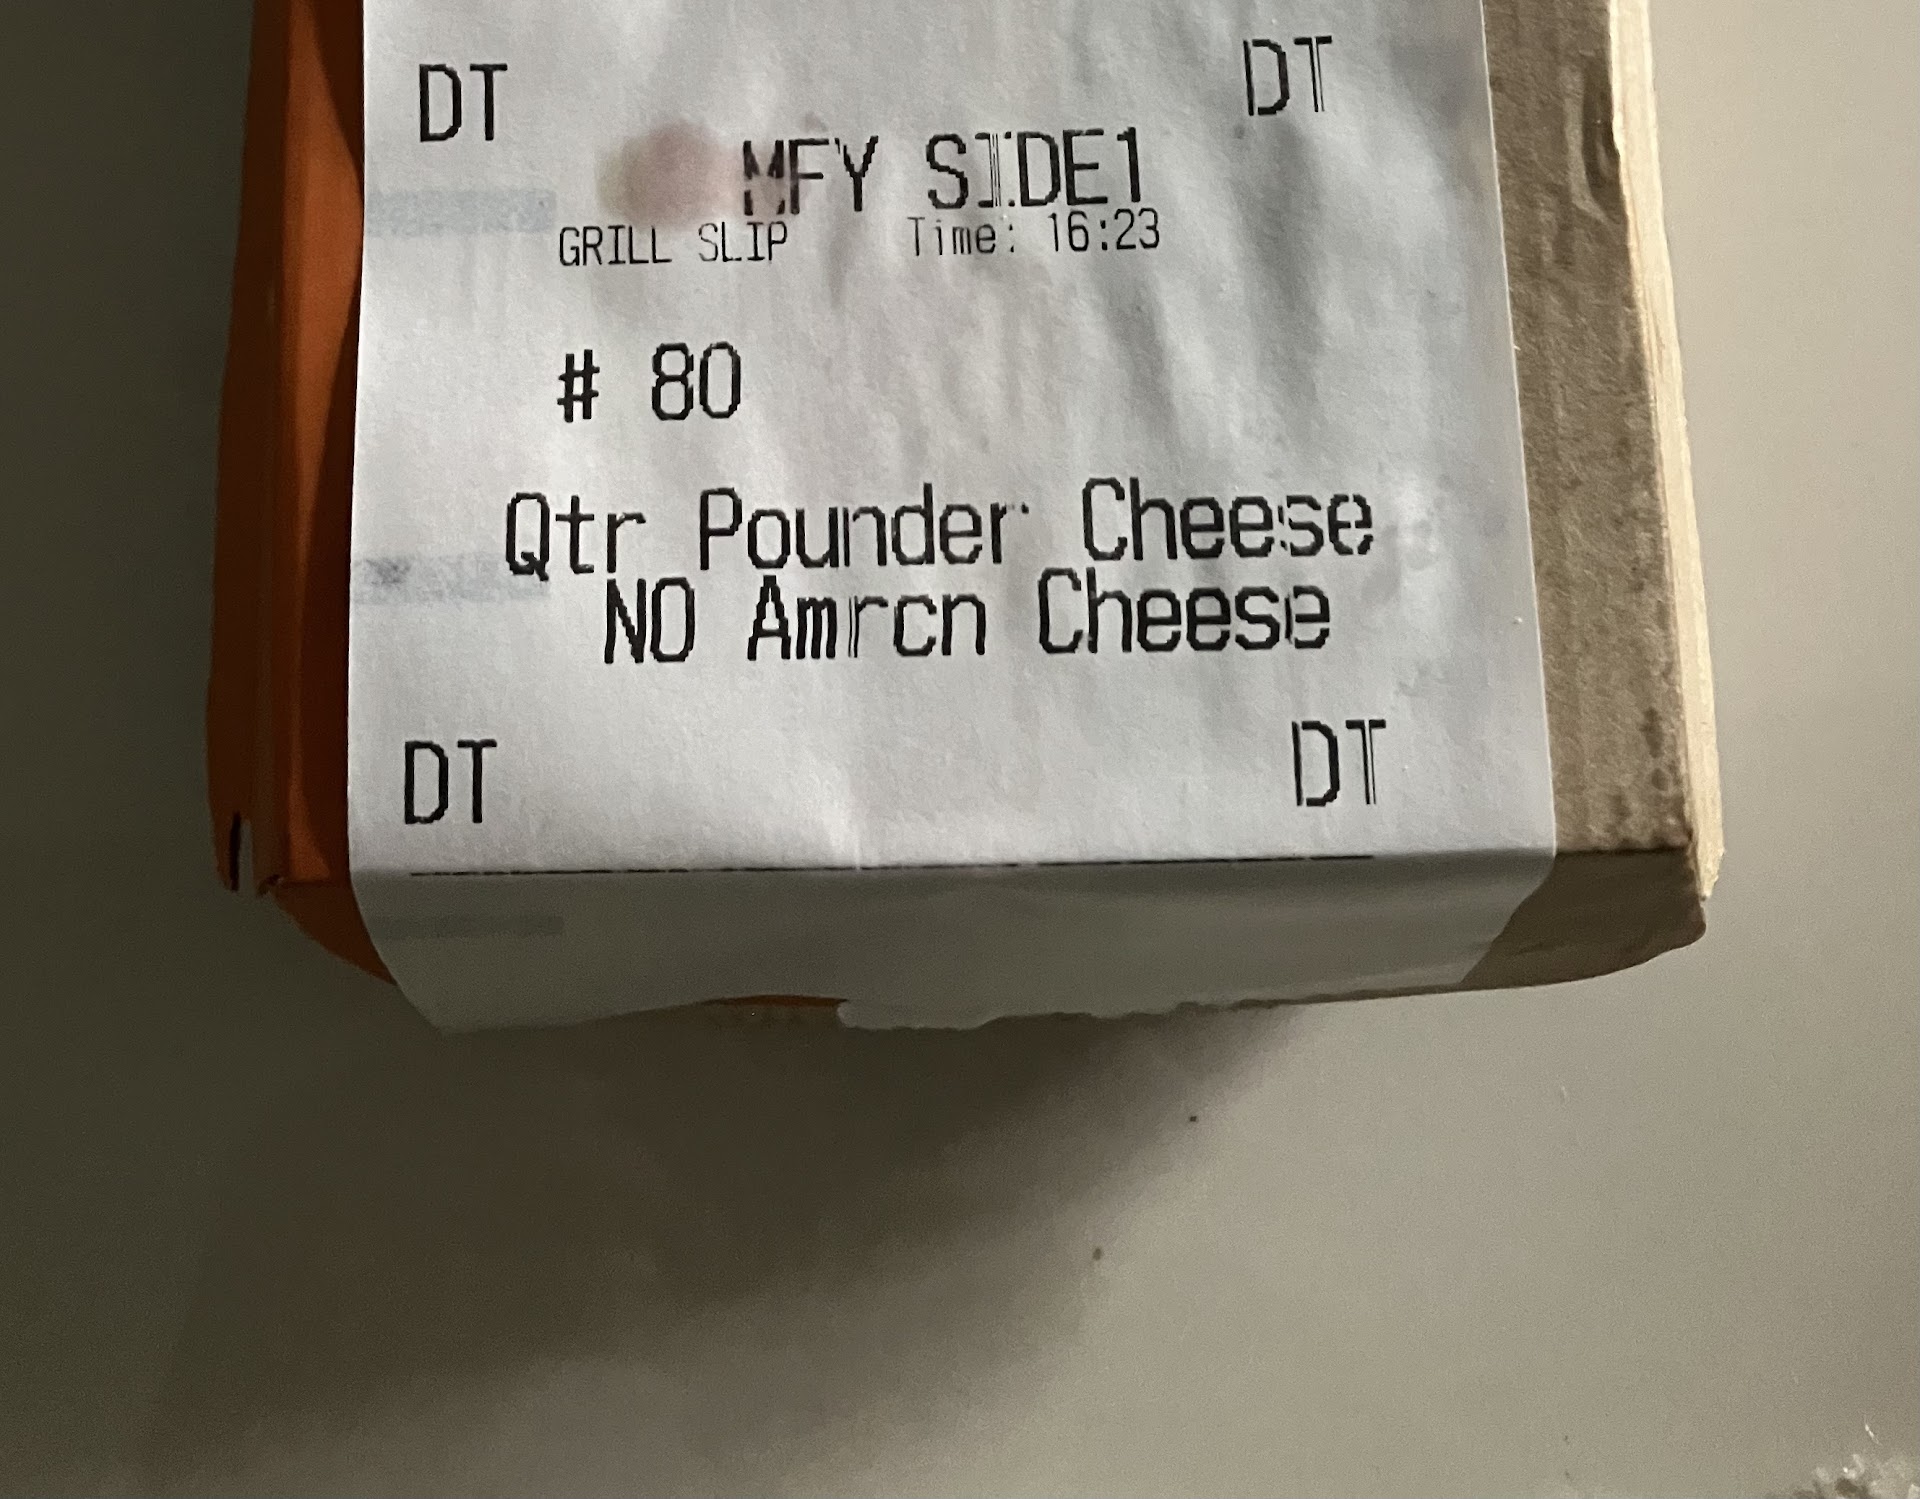 DT DT
MFY SIDE1
GRILL SLIP Time: 16:23
# 80
Qtr Pounder Cheese
NO Amrcn Cheese
DT DT